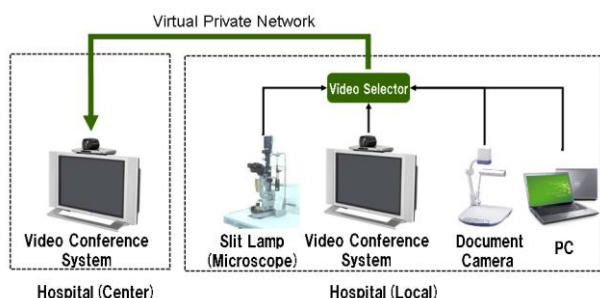 Virtual Private Network
Video Selector
Video Conference
System
Slit Lamp
(Microscope)
Video Conference
System
Document
Camera
PC
Hospital (Center)
Hospital (Local)